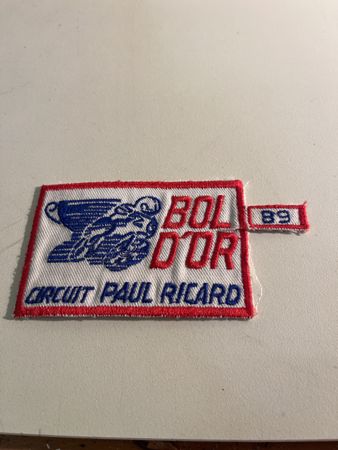 BOL
D'OR
89
CIRCUIT PAUL RICARD